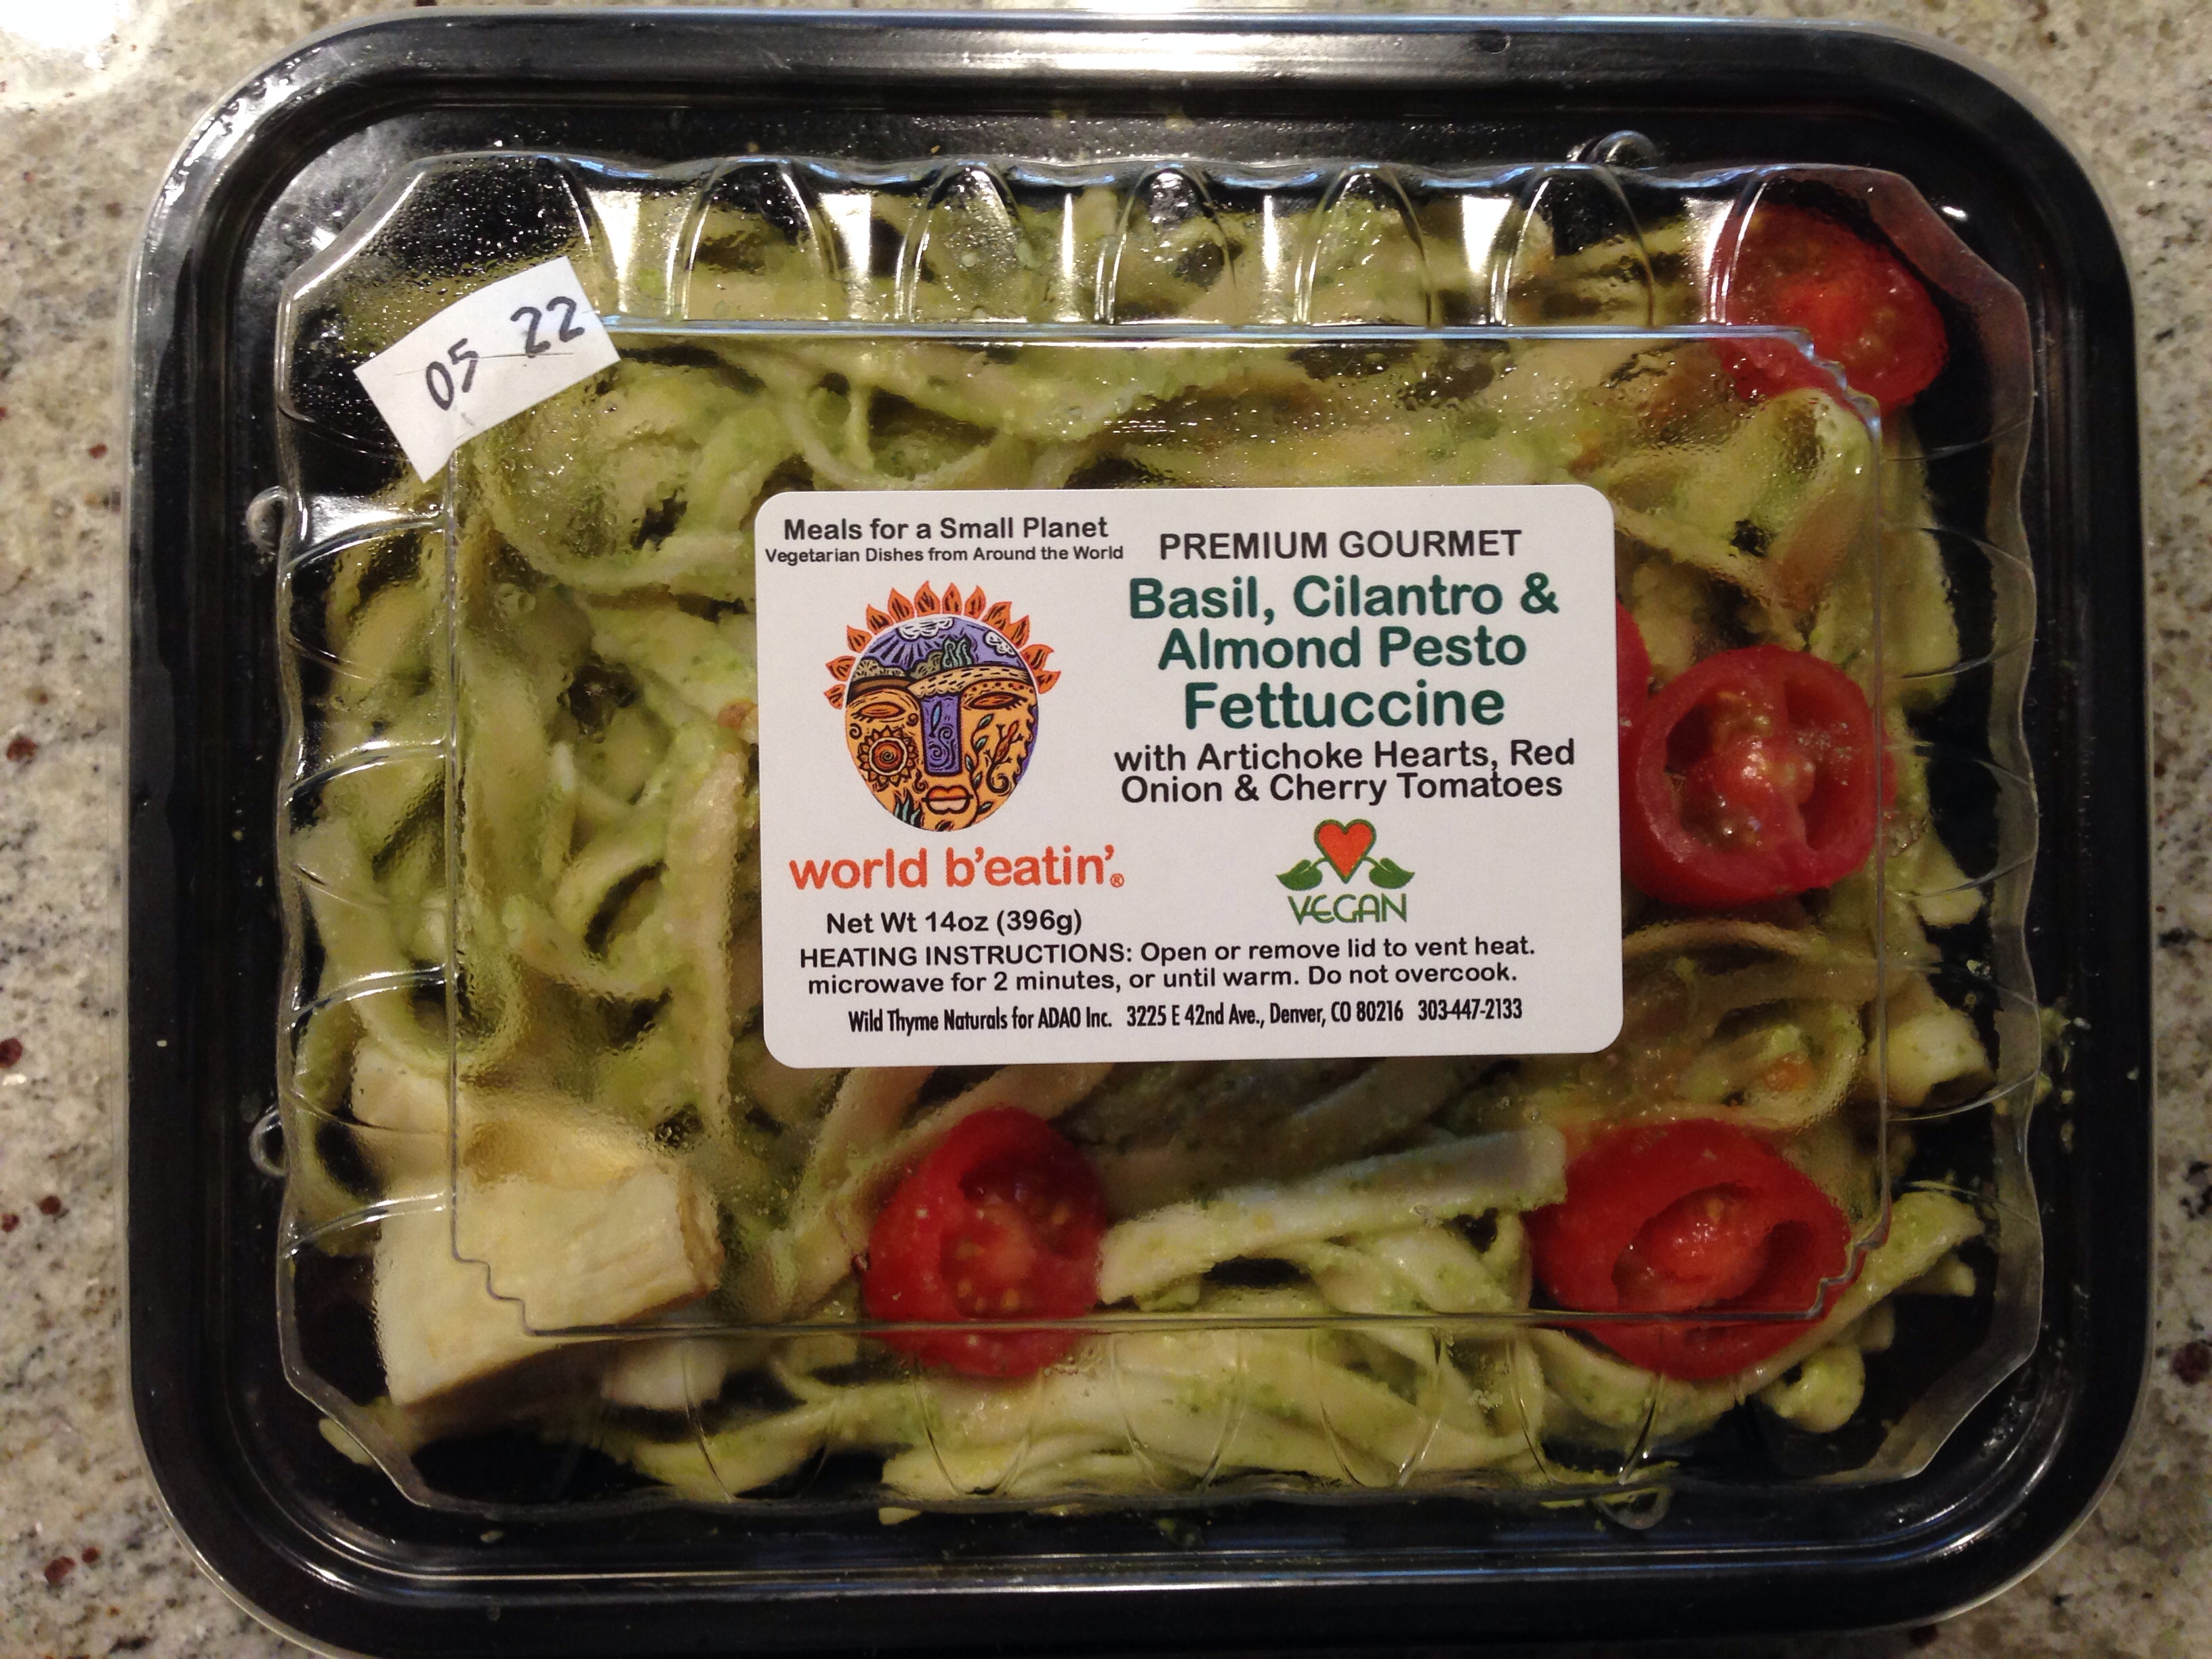 05 22
Meals for a Small Planet
Vegetarian Dishes from Around the World
PREMIUM GOURMET
Basil, Cilantro &
Almond Pesto
Fettuccine
with Artichoke Hearts, Red
Onion & Cherry Tomatoes
world b'eatin'®
VEGAN
Net Wt 14oz (396g)
HEATING INSTRUCTIONS: Open or remove lid to vent heat.
microwave for 2 minutes, or until warm. Do not overcook.
Wild Thyme Naturals for ADAO Inc. 3225 E 42nd Ave., Denver, CO 80216 303-447-2133